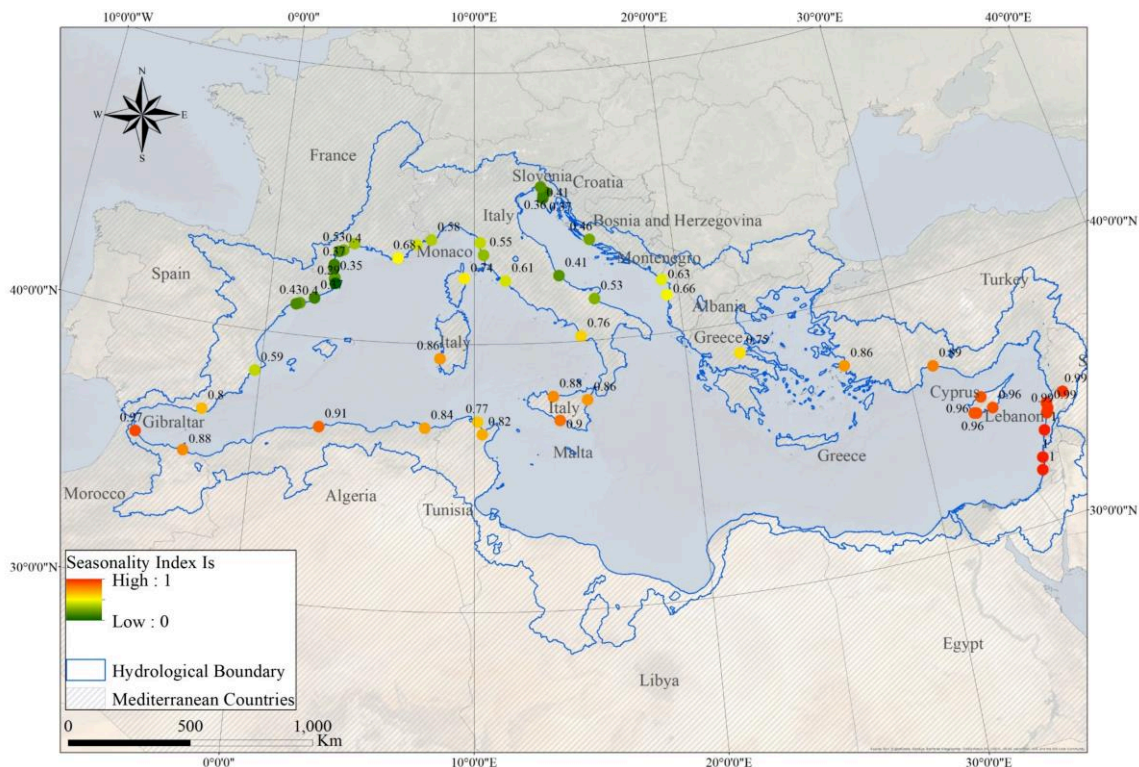 10°0'0"W
0°0'0"
10°0'0"E
20°0'0"E
30°0'0"E
40°0'0"E
N
W
E
S
France
Slovenia
Croatia
0.41
0.36
0.37
Italy
0.46
Bosnia and Herzegovina
0.53
0.4
0.58
0.68
Monaco
0.55
Montenegro
Spain
0.37
0.35
0.74
0.61
0.41
0.63
40°0'0"N
40°0'0"N
0.43
0.4
0.53
0.66
Albania
Turkey
0.76
0.59
0.86
Italy
Greece
0.75
0.86
0.89
0.8
0.88
0.86
Cyprus
0.96
0.99
0.97
Gibraltar
0.91
0.84
0.77
Italy
0.99
0.96
Lebanon
0.88
0.82
0.9
0.96
Malta
Greece
1
1
Morocco
Algeria
Tunisia
30°0'0"N
30°0'0"N
Seasonality Index Is
High : 1
Low : 0
Egypt
Hydrological Boundary
Libya
Mediterranean Countries
0
500
1,000
Km
0°0'0"
10°0'0"E
20°0'0"E
30°0'0"E